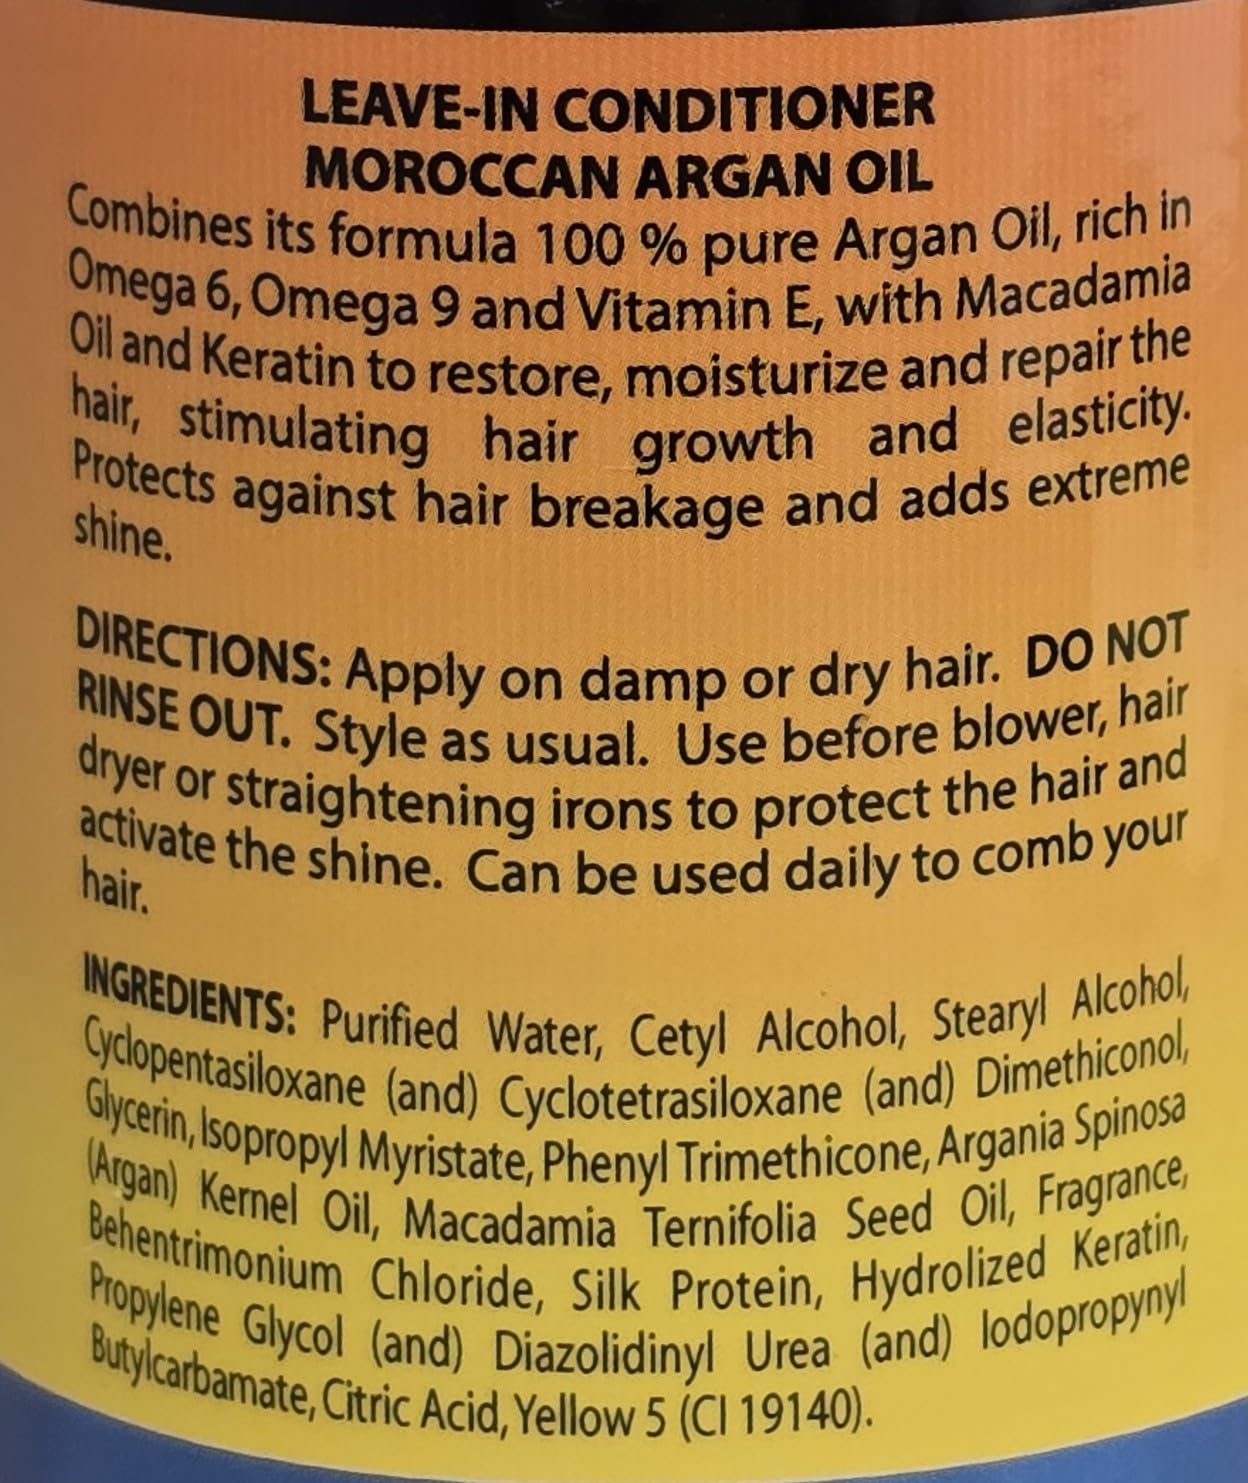 LEAVE-IN CONDITIONER
MOROCCAN ARGAN OIL
Combines its formula 100 % pure Argan Oil, rich in
Omega 6, Omega 9 and Vitamin E, with Macadamia
Oil and Keratin to restore, moisturize and repair the
hair, stimulating hair growth and elasticity.
Protects against hair breakage and adds extreme
shine.
DIRECTIONS: Apply on damp or dry hair. DO NOT
RINSE OUT. Style as usual. Use before blower, hair
dryer or straightening irons to protect the hair and
activate the shine. Can be used daily to comb your
hair.
INGREDIENTS: Purified Water, Cetyl Alcohol, Stearyl Alcohol,
Cyclopentasiloxane (and) Cyclotetrasiloxane (and) Dimethiconol,
Glycerin, Isopropyl Myristate, Phenyl Trimethicone, Argania Spinosa
(Argan) Kernel Oil, Macadamia Ternifolia Seed Oil, Fragrance,
Behentrimonium Chloride, Silk Protein, Hydrolized Keratin,
Propylene Glycol (and) Diazolidinyl Urea (and) Iodopropynyl
Butylcarbamate, Citric Acid, Yellow 5 (CI 19140).